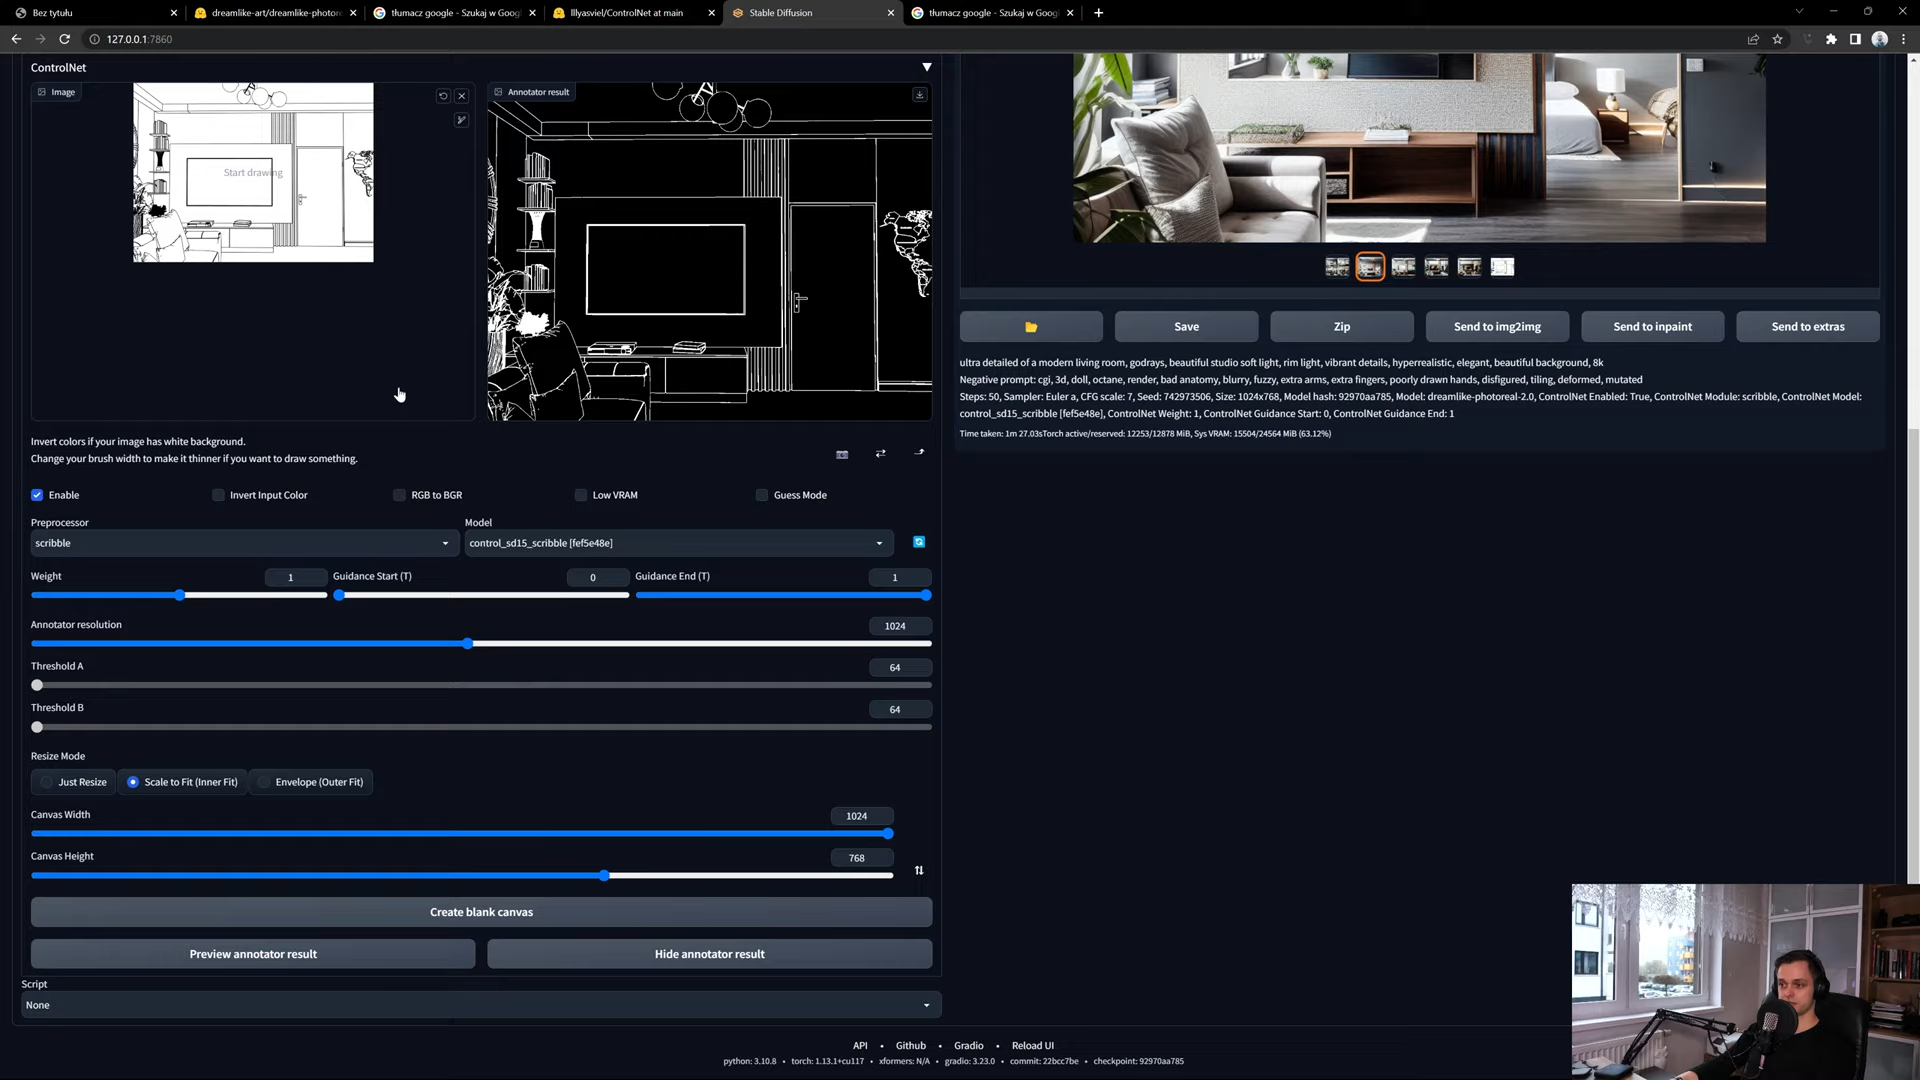 Bez tytułu
dreamlike-art/dreamlike-photore
tłumacz google - Szukaj w Goog
lllyasviel/ControlNet at main
Stable Diffusion
tłumacz google - Szukaj w Goog
127.0.0.1:7860
ControlNet
Image
Start drawing
Annotator result
Invert colors if your image has white background.
Change your brush width to make it thinner if you want to draw something.
Enable
Invert Input Color
RGB to BGR
Low VRAM
Guess Mode
Preprocessor
Model
scribble
control_sd15_scribble [fef5e48e]
Weight
1
Guidance Start (T)
0
Guidance End (T)
1
Annotator resolution
1024
Threshold A
64
Threshold B
64
Resize Mode
Just Resize
Scale to Fit (Inner Fit)
Envelope (Outer Fit)
Canvas Width
1024
Canvas Height
768
Create blank canvas
Preview annotator result
Hide annotator result
Script
None
Save
Zip
Send to img2img
Send to inpaint
Send to extras
ultra detailed of a modern living room, godrays, beautiful studio soft light, rim light, vibrant details, hyperrealistic, elegant, beautiful background, 8k
Negative prompt: cgi, 3d, doll, octane, render, bad anatomy, blurry, fuzzy, extra arms, extra fingers, poorly drawn hands, disfigured, tiling, deformed, mutated
Steps: 50, Sampler: Euler a, CFG scale: 7, Seed: 742973506, Size: 1024x768, Model hash: 92970aa785, Model: dreamlike-photoreal-2.0, ControlNet Enabled: True, ControlNet Module: scribble, ControlNet Model:
control_sd15_scribble [fef5e48e], ControlNet Weight: 1, ControlNet Guidance Start: 0, ControlNet Guidance End: 1
Time taken: 1m 27.03sTorch active/reserved: 12253/12878 MiB, Sys VRAM: 15504/24564 MiB (63.12%)
API • Github • Gradio • Reload UI
python: 3.10.8 • torch: 1.13.1+cu117 • xformers: N/A • gradio: 3.23.0 • commit: 22bcc7be • checkpoint: 92970aa785